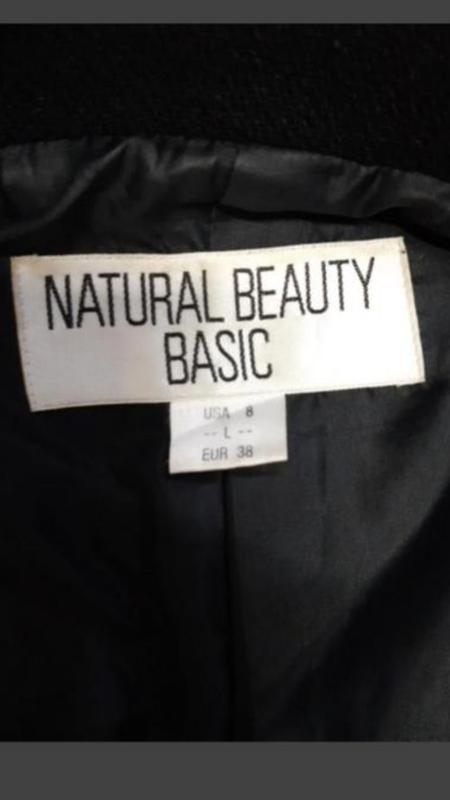 NATURAL BEAUTY
BASIC
USA 8
-- L --
EUR 38